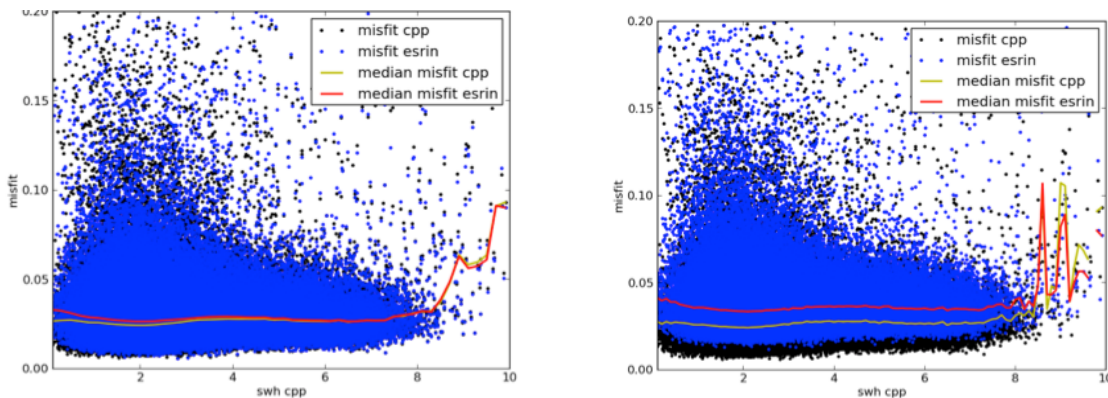 0.20
0.15
0.10
0.05
0.00
misfit
2 4 6 8 10
swh cpp
misfit cpp
misfit esrin
median misfit cpp
median misfit esrin
0.20
0.15
0.10
0.05
0.00
misfit
2 4 6 8 10
swh cpp
misfit cpp
misfit esrin
median misfit cpp
median misfit esrin